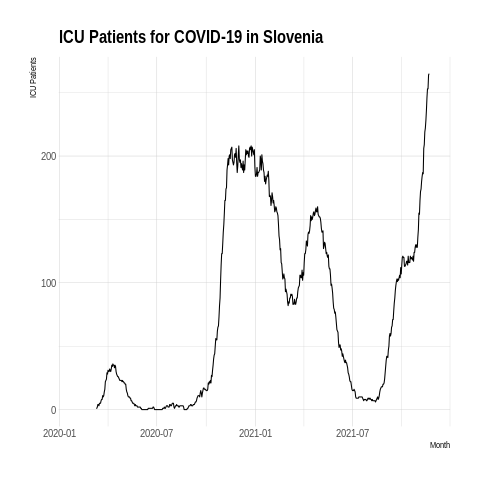 ICU Patients for COVID-19 in Slovenia
ICU Patients
200
100
0
2020-01 2020-07 2021-01 2021-07
Month